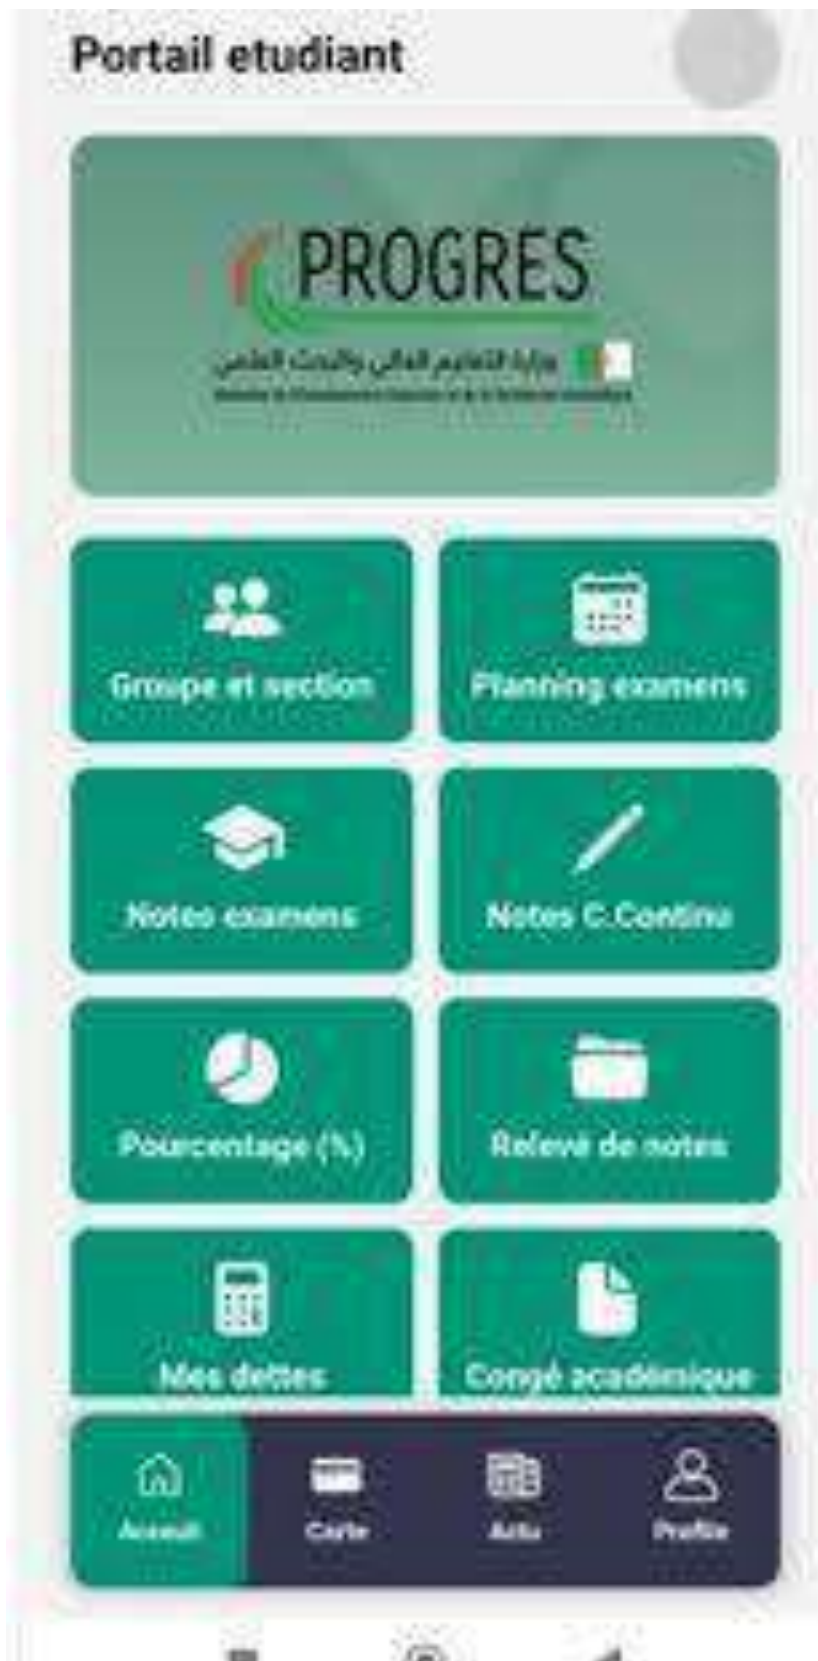 Portail etudiant
PROGRES
وزارة التعليم العالي والبحث العلمي
Groupe et section
Planning examens
Notes examens
Notes C.Continu
Pourcentage (%)
Relevé de notes
Mes dettes
Congé académique
Accueil
Carte
Actu
Profile